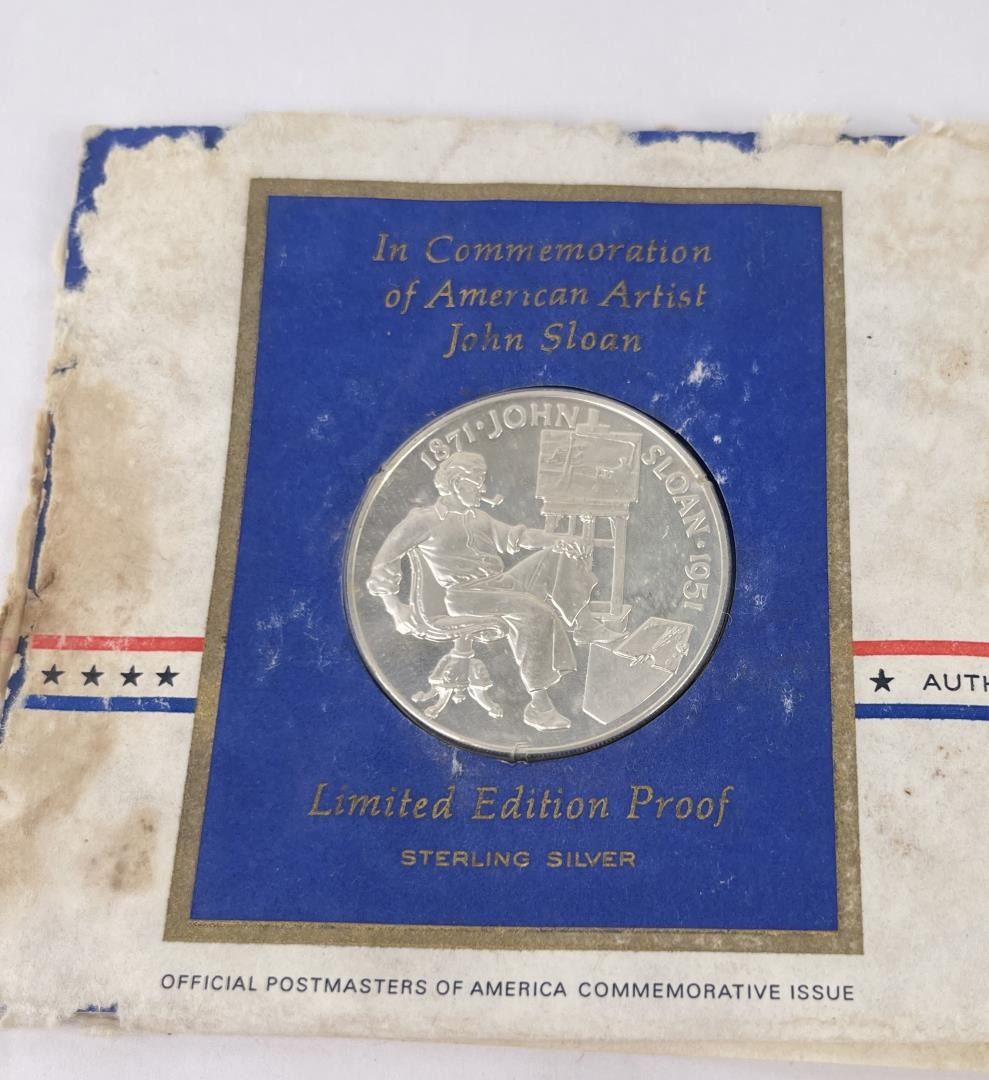 In Commemoration
of American Artist
John Sloan
1871·JOHN SLOAN·1951
★★★★
★
Limited Edition Proof
STERLING SILVER
OFFICIAL POSTMASTERS OF AMERICA COMMEMORATIVE ISSUE